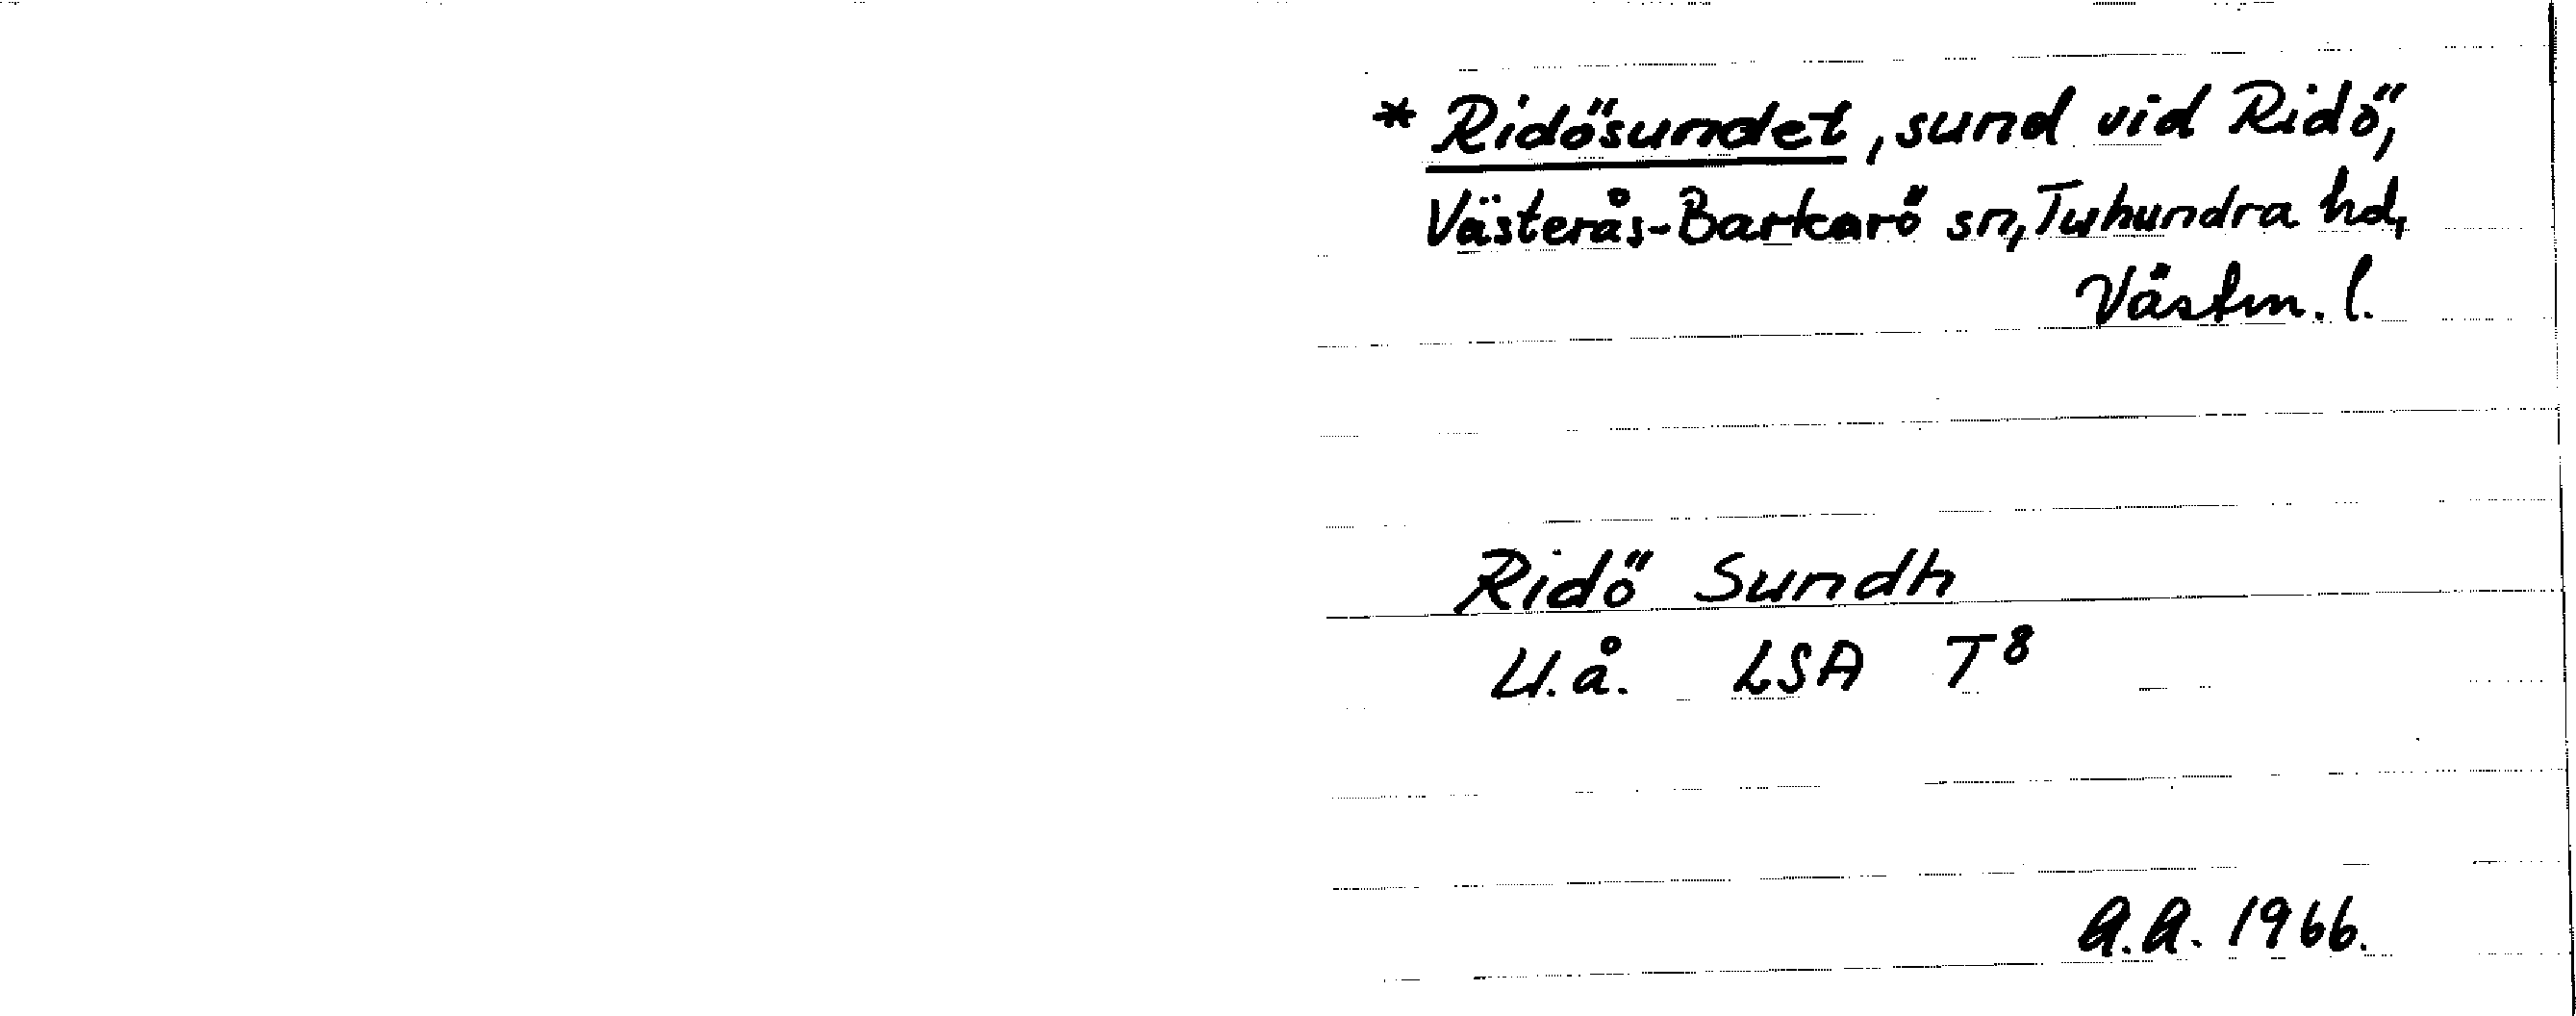 * Ridösundet, sund vid Ridö,
Västerås-Barkarö sn, Tuhundra hd,
Västm. l.
Ridö Sundh
U.å. LSA T⁸
A.A. 1966.